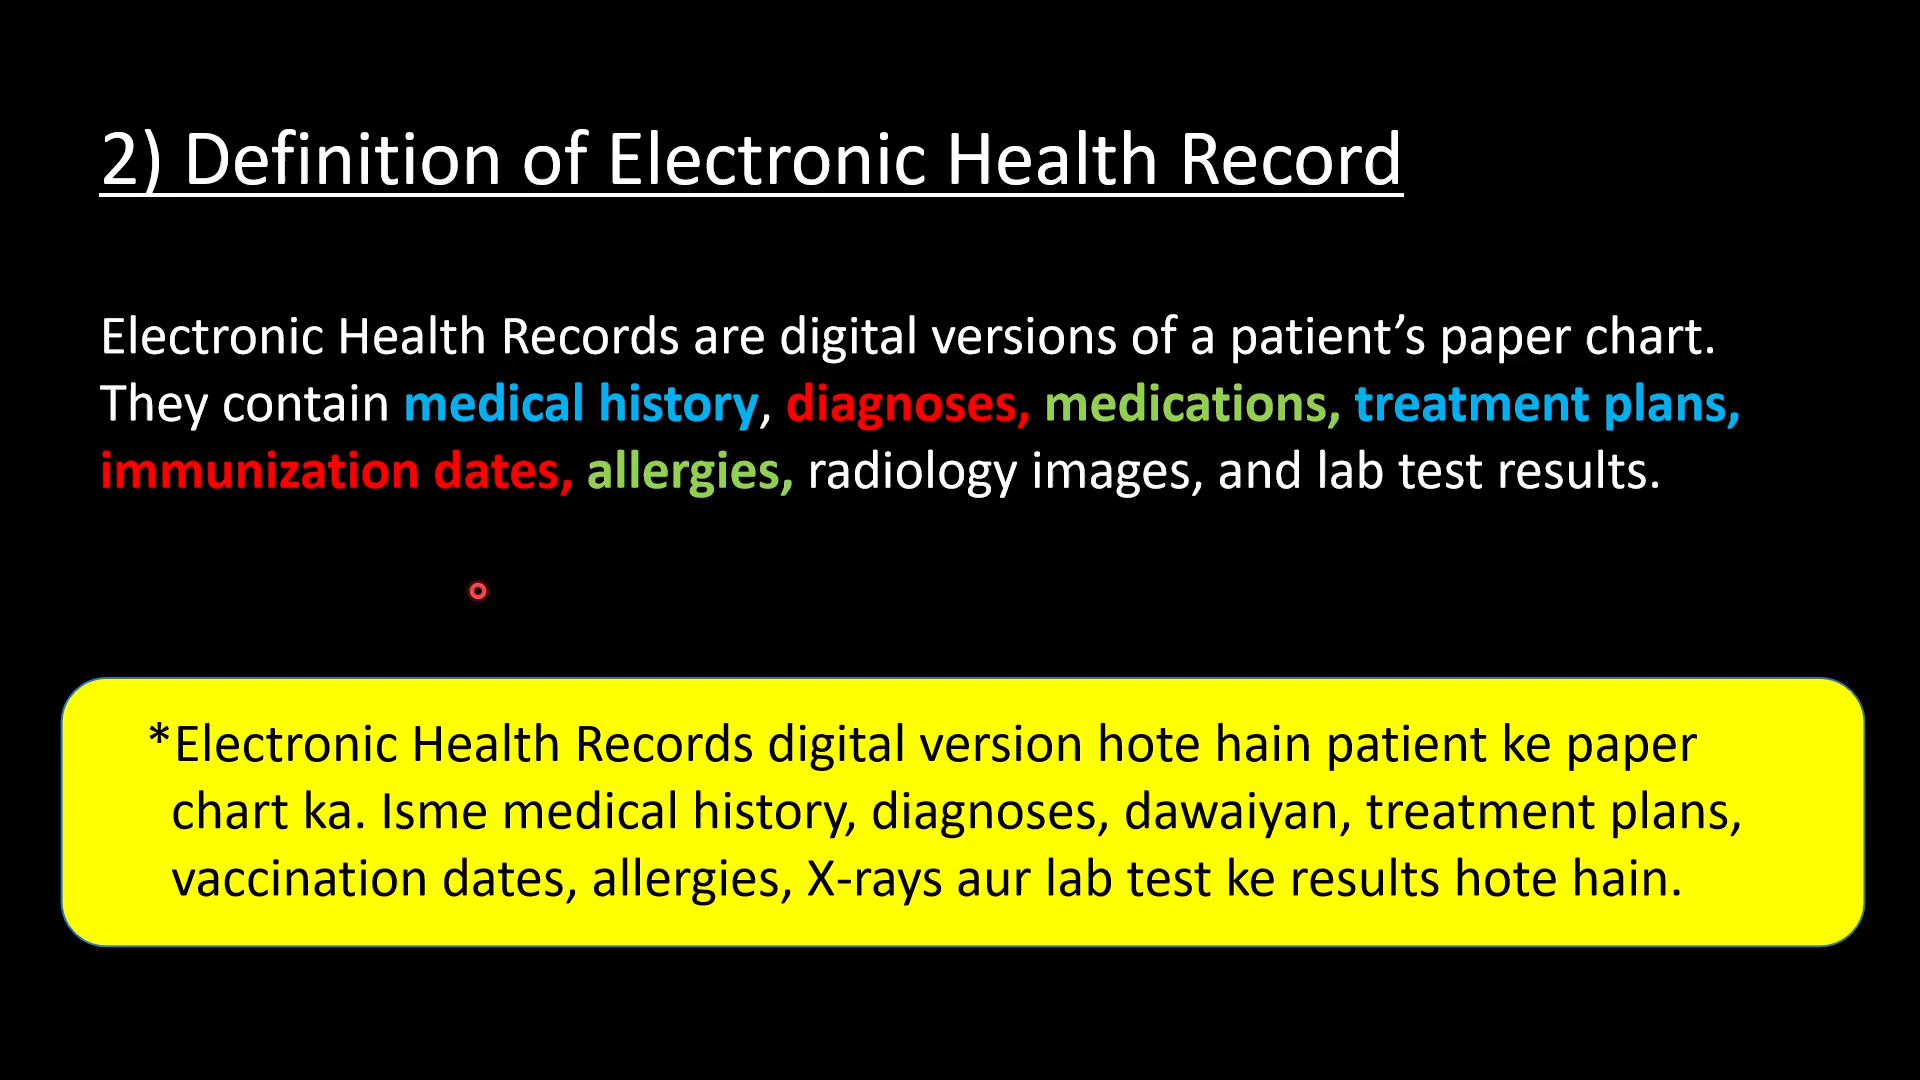 2) Definition of Electronic Health Record
Electronic Health Records are digital versions of a patient’s paper chart.
They contain medical history, diagnoses, medications, treatment plans,
immunization dates, allergies, radiology images, and lab test results.
*Electronic Health Records digital version hote hain patient ke paper
chart ka. Isme medical history, diagnoses, dawaiyan, treatment plans,
vaccination dates, allergies, X-rays aur lab test ke results hote hain.